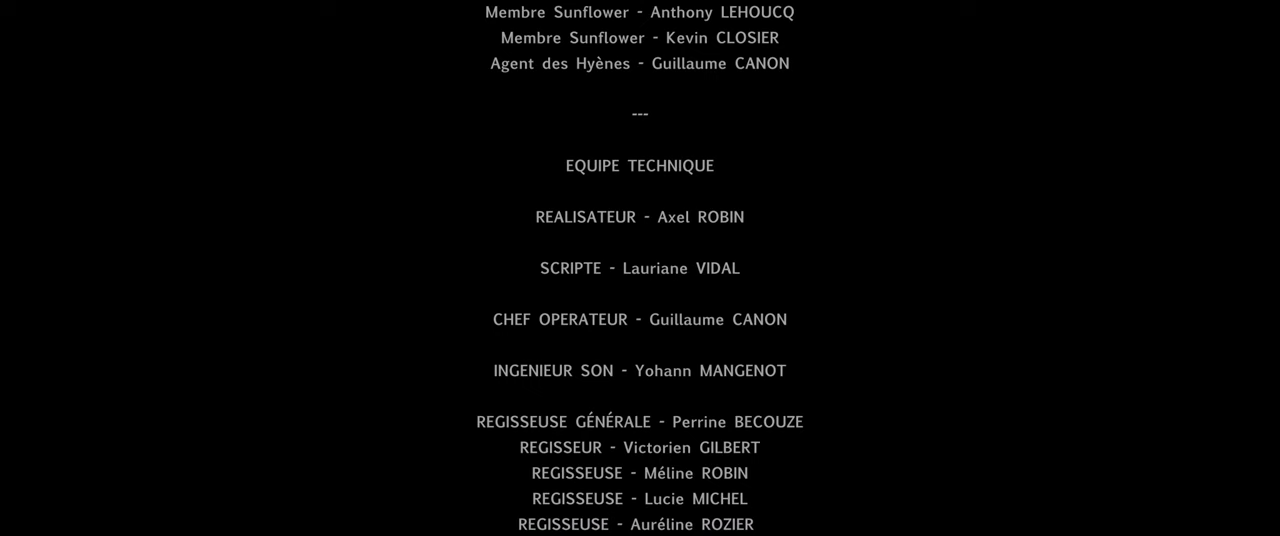 Membre Sunflower - Anthony LEHOUCQ
Membre Sunflower - Kevin CLOSIER
Agent des Hyènes - Guillaume CANON
---
EQUIPE TECHNIQUE
REALISATEUR - Axel ROBIN
SCRIPTE - Lauriane VIDAL
CHEF OPERATEUR - Guillaume CANON
INGENIEUR SON - Yohann MANGENOT
REGISSEUSE GÉNÉRALE - Perrine BECOUZE
REGISSEUR - Victorien GILBERT
REGISSEUSE - Méline ROBIN
REGISSEUSE - Lucie MICHEL
REGISSEUSE - Auréline ROZIER